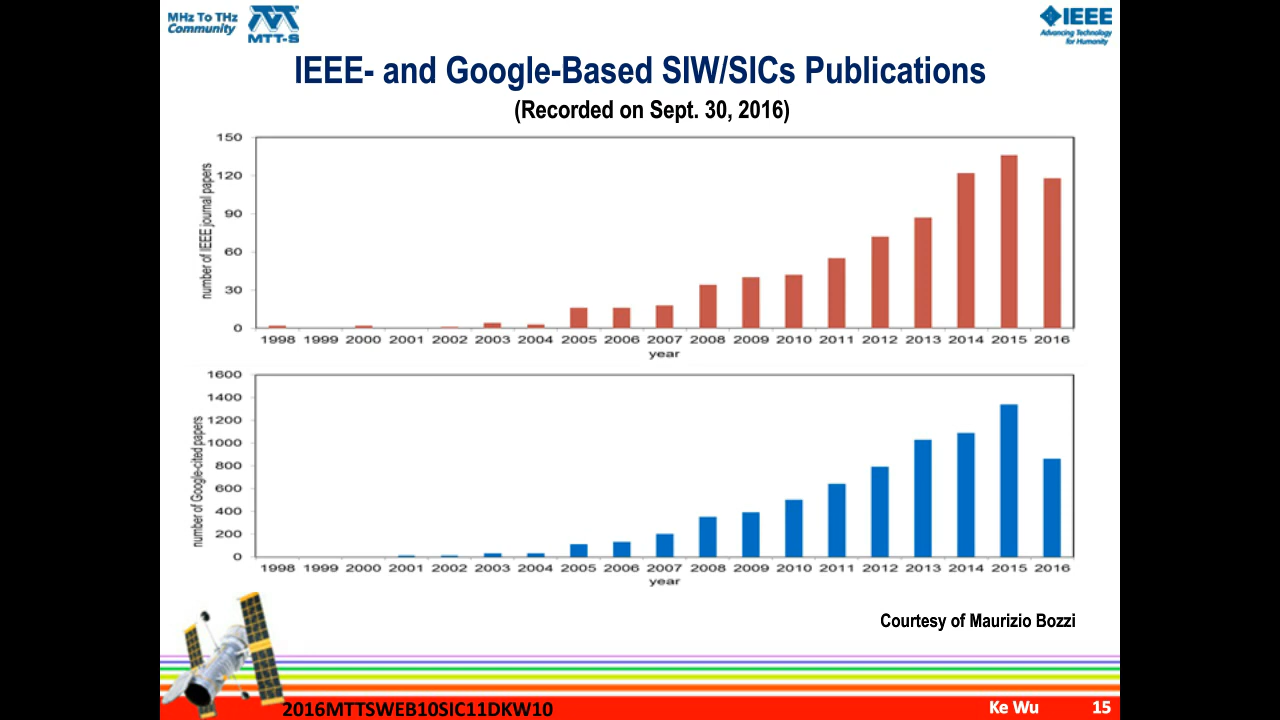 MHz To THz
Community
MTT-S
IEEE
Advancing Technology
for Humanity
IEEE- and Google-Based SIW/SICs Publications
(Recorded on Sept. 30, 2016)
150
120
90
60
30
0
number of IEEE journal papers
1998 1999 2000 2001 2002 2003 2004 2005 2006 2007 2008 2009 2010 2011 2012 2013 2014 2015 2016
year
1600
1400
1200
1000
800
600
400
200
0
number of Google-cited papers
1998 1999 2000 2001 2002 2003 2004 2005 2006 2007 2008 2009 2010 2011 2012 2013 2014 2015 2016
year
Courtesy of Maurizio Bozzi
2016MTTSWEB10SIC11DKW10
Ke Wu 15